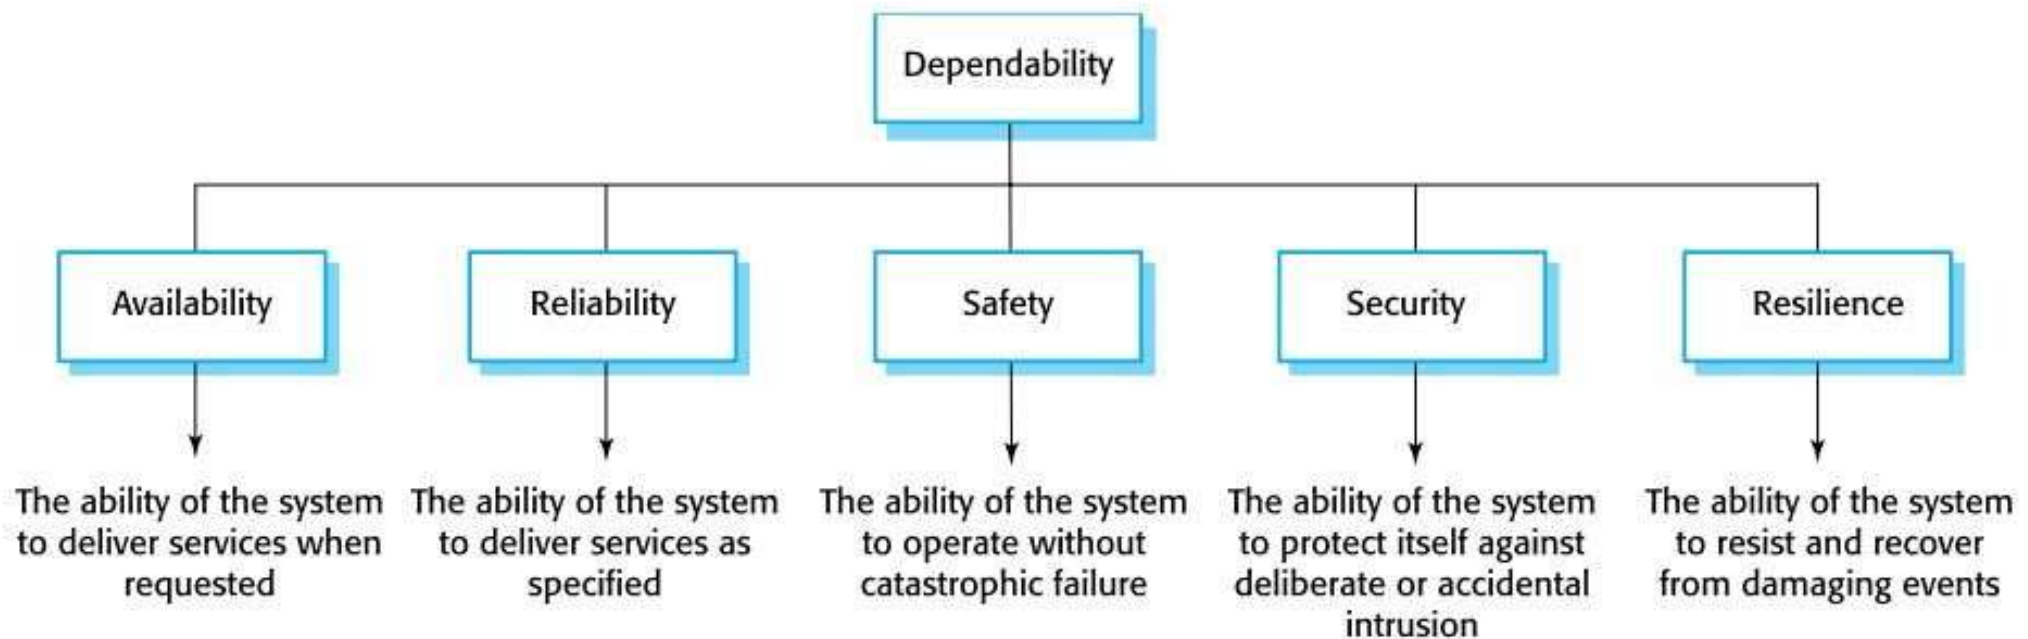 Dependability
Availability
Reliability
Safety
Security
Resilience
The ability of the system
to deliver services when
requested
The ability of the system
to deliver services as
specified
The ability of the system
to operate without
catastrophic failure
The ability of the system
to protect itself against
deliberate or accidental
intrusion
The ability of the system
to resist and recover
from damaging events